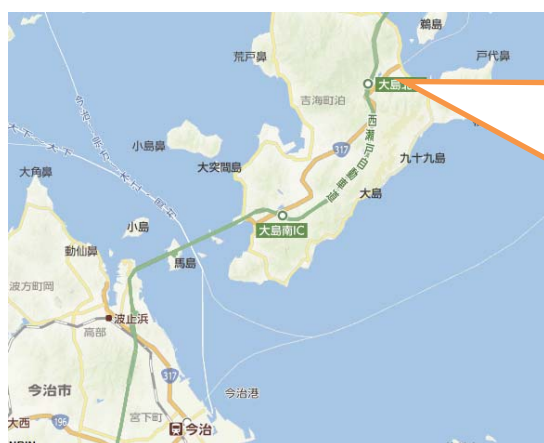 鵜島
荒戸鼻
戸代鼻
大島北
吉海町泊
西瀬戸自動車道
317
小島鼻
大突間島
九十九島
大角鼻
大島
小島
大島南IC
動仙鼻
馬島
波方町岡
波止浜
高部
317
今治市
今治港
大西
196
宮下町
今治